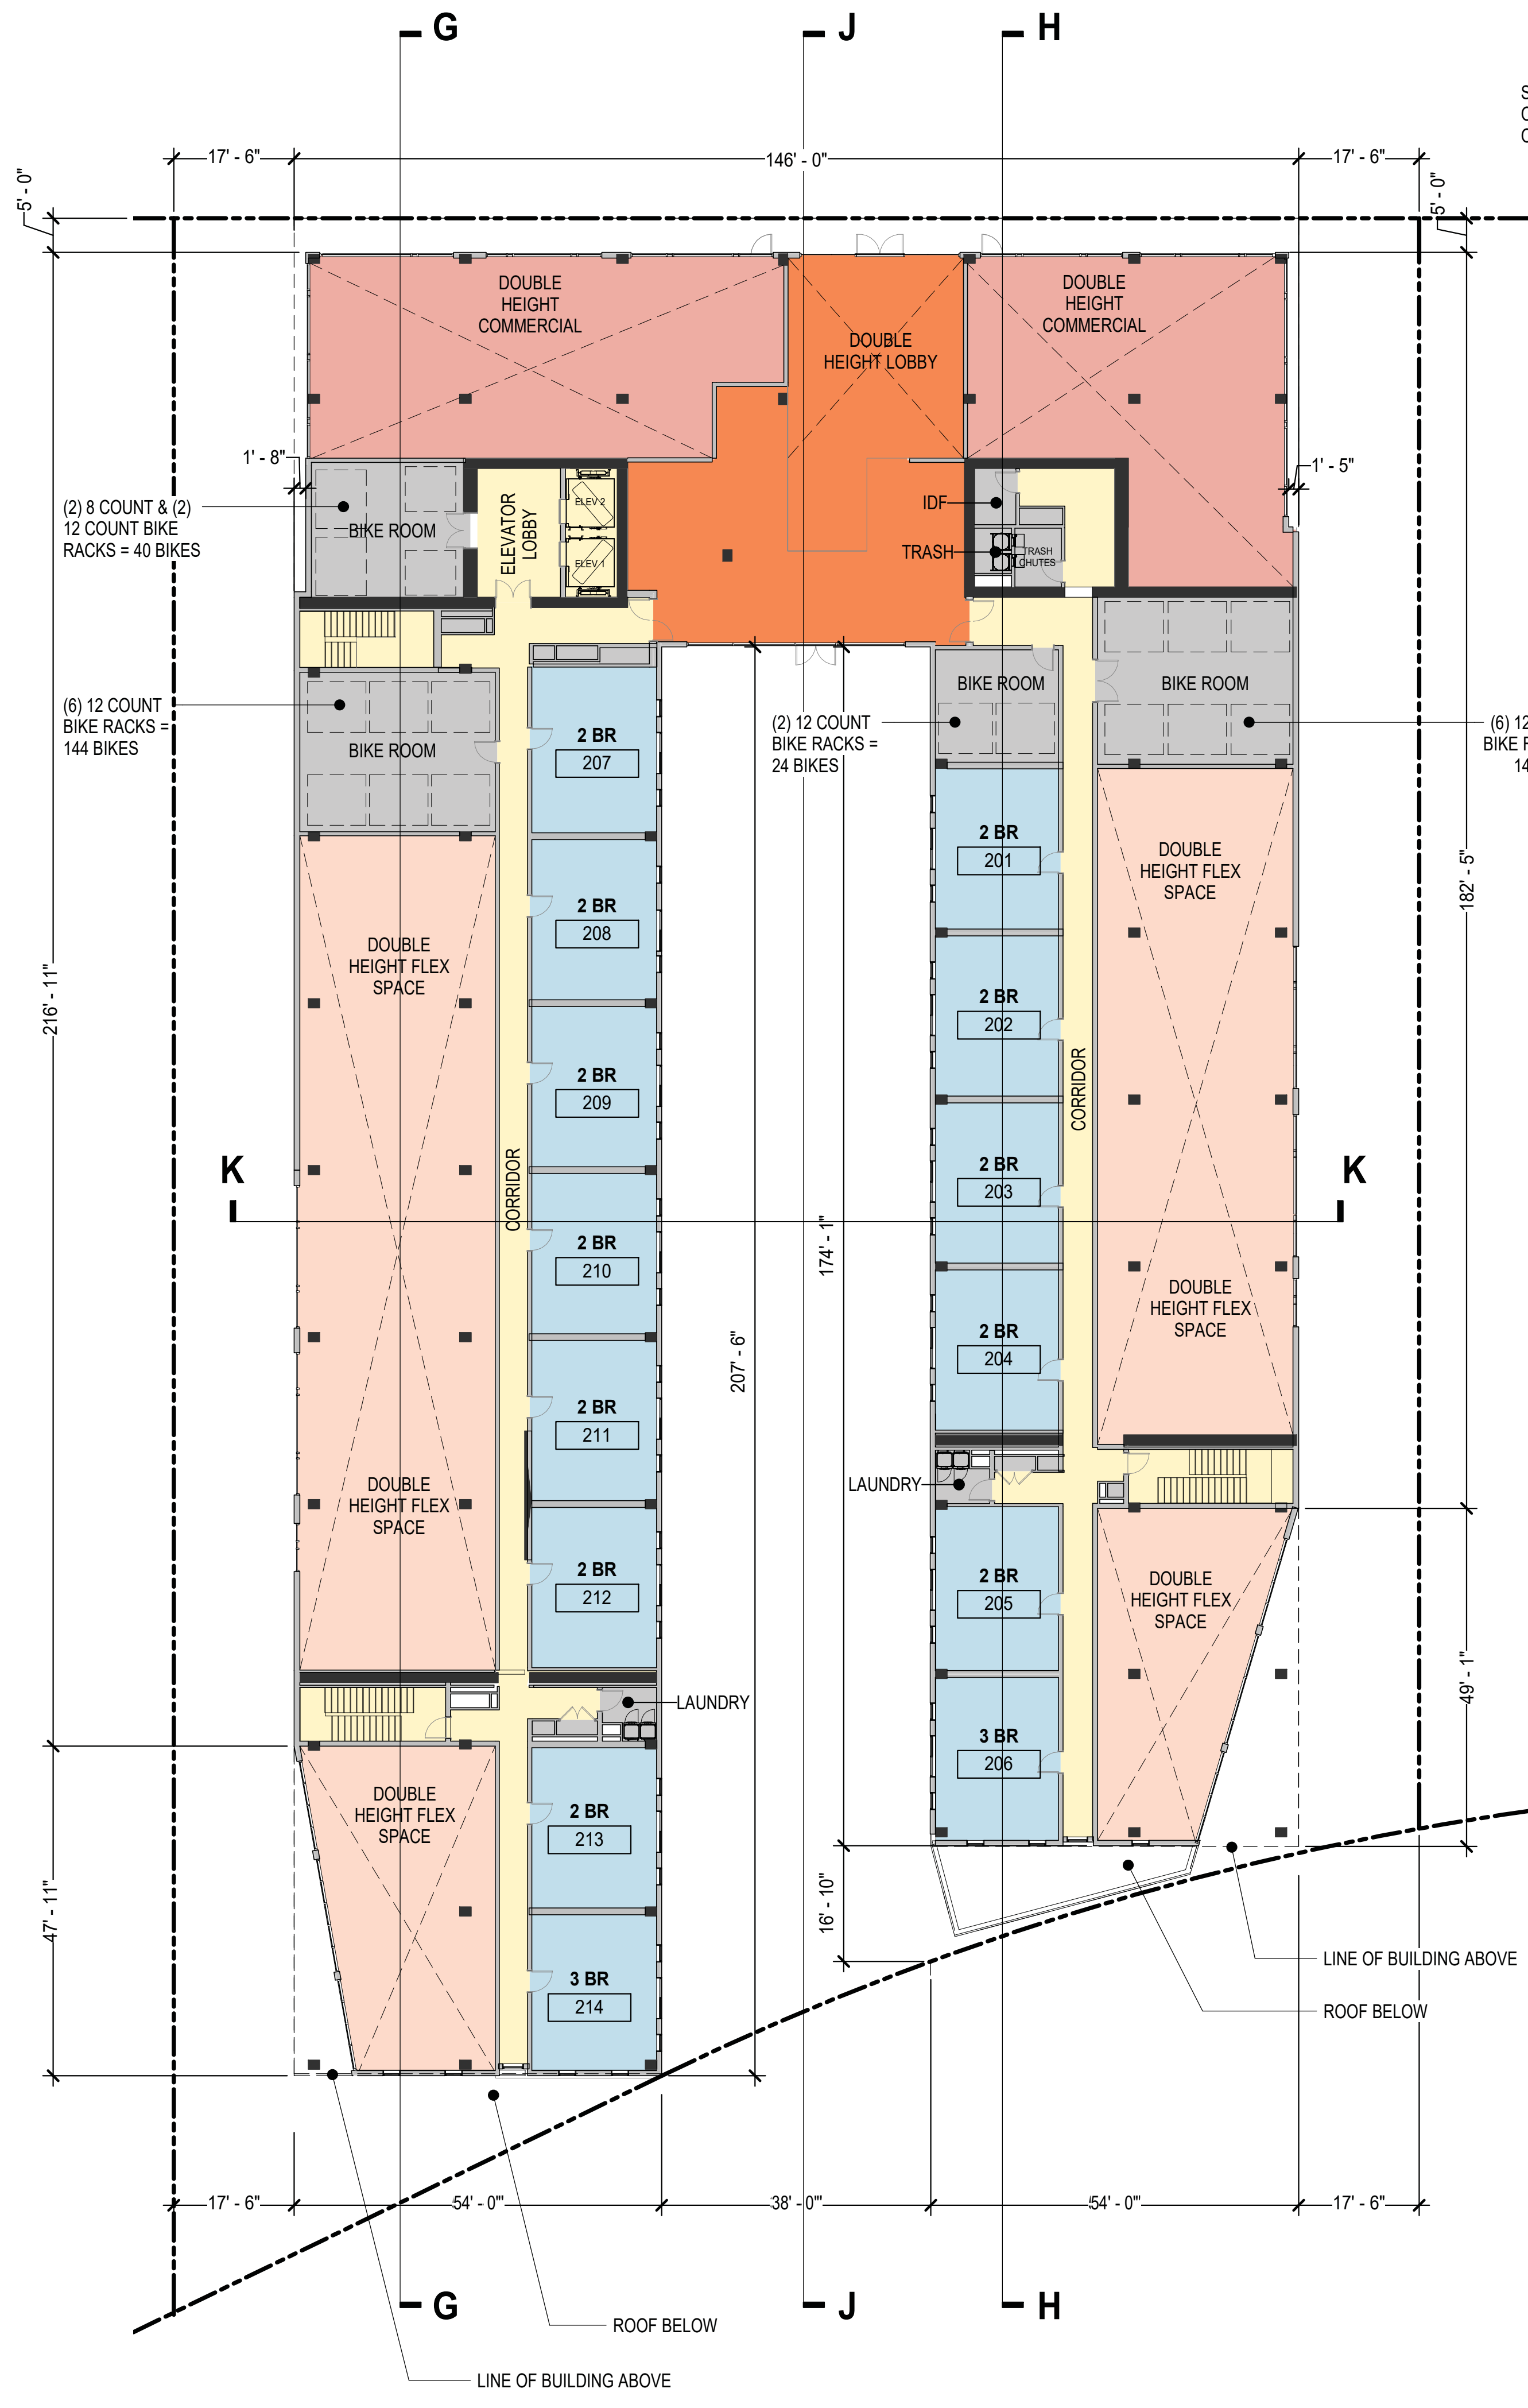 G
J
H
S
C
C
17' - 6"
146' - 0"
17' - 6"
5' - 0"
5' - 0"
DOUBLE
HEIGHT
COMMERCIAL
DOUBLE
HEIGHT LOBBY
DOUBLE
HEIGHT
COMMERCIAL
1' - 8"
1' - 5"
(2) 8 COUNT & (2)
12 COUNT BIKE
RACKS = 40 BIKES
BIKE ROOM
ELEVATOR
LOBBY
ELEV 2
ELEV 1
IDF
TRASH
TRASH
CHUTES
(6) 12 COUNT
BIKE RACKS =
144 BIKES
BIKE ROOM
(2) 12 COUNT
BIKE RACKS =
24 BIKES
BIKE ROOM
BIKE ROOM
(6) 12
BIKE R
14
2 BR
207
2 BR
201
DOUBLE
HEIGHT FLEX
SPACE
182' - 5"
2 BR
208
DOUBLE
HEIGHT FLEX
SPACE
216' - 11"
2 BR
202
2 BR
209
CORRIDOR
CORRIDOR
2 BR
203
K
K
174' - 1"
2 BR
210
DOUBLE
HEIGHT FLEX
SPACE
2 BR
204
207' - 6"
2 BR
211
DOUBLE
HEIGHT FLEX
SPACE
LAUNDRY
2 BR
212
2 BR
205
DOUBLE
HEIGHT FLEX
SPACE
49' - 1"
LAUNDRY
3 BR
206
DOUBLE
HEIGHT FLEX
SPACE
2 BR
213
47' - 11"
16' - 10"
3 BR
214
LINE OF BUILDING ABOVE
ROOF BELOW
17' - 6"
54' - 0"
38' - 0"
54' - 0"
17' - 6"
G
J
H
ROOF BELOW
LINE OF BUILDING ABOVE